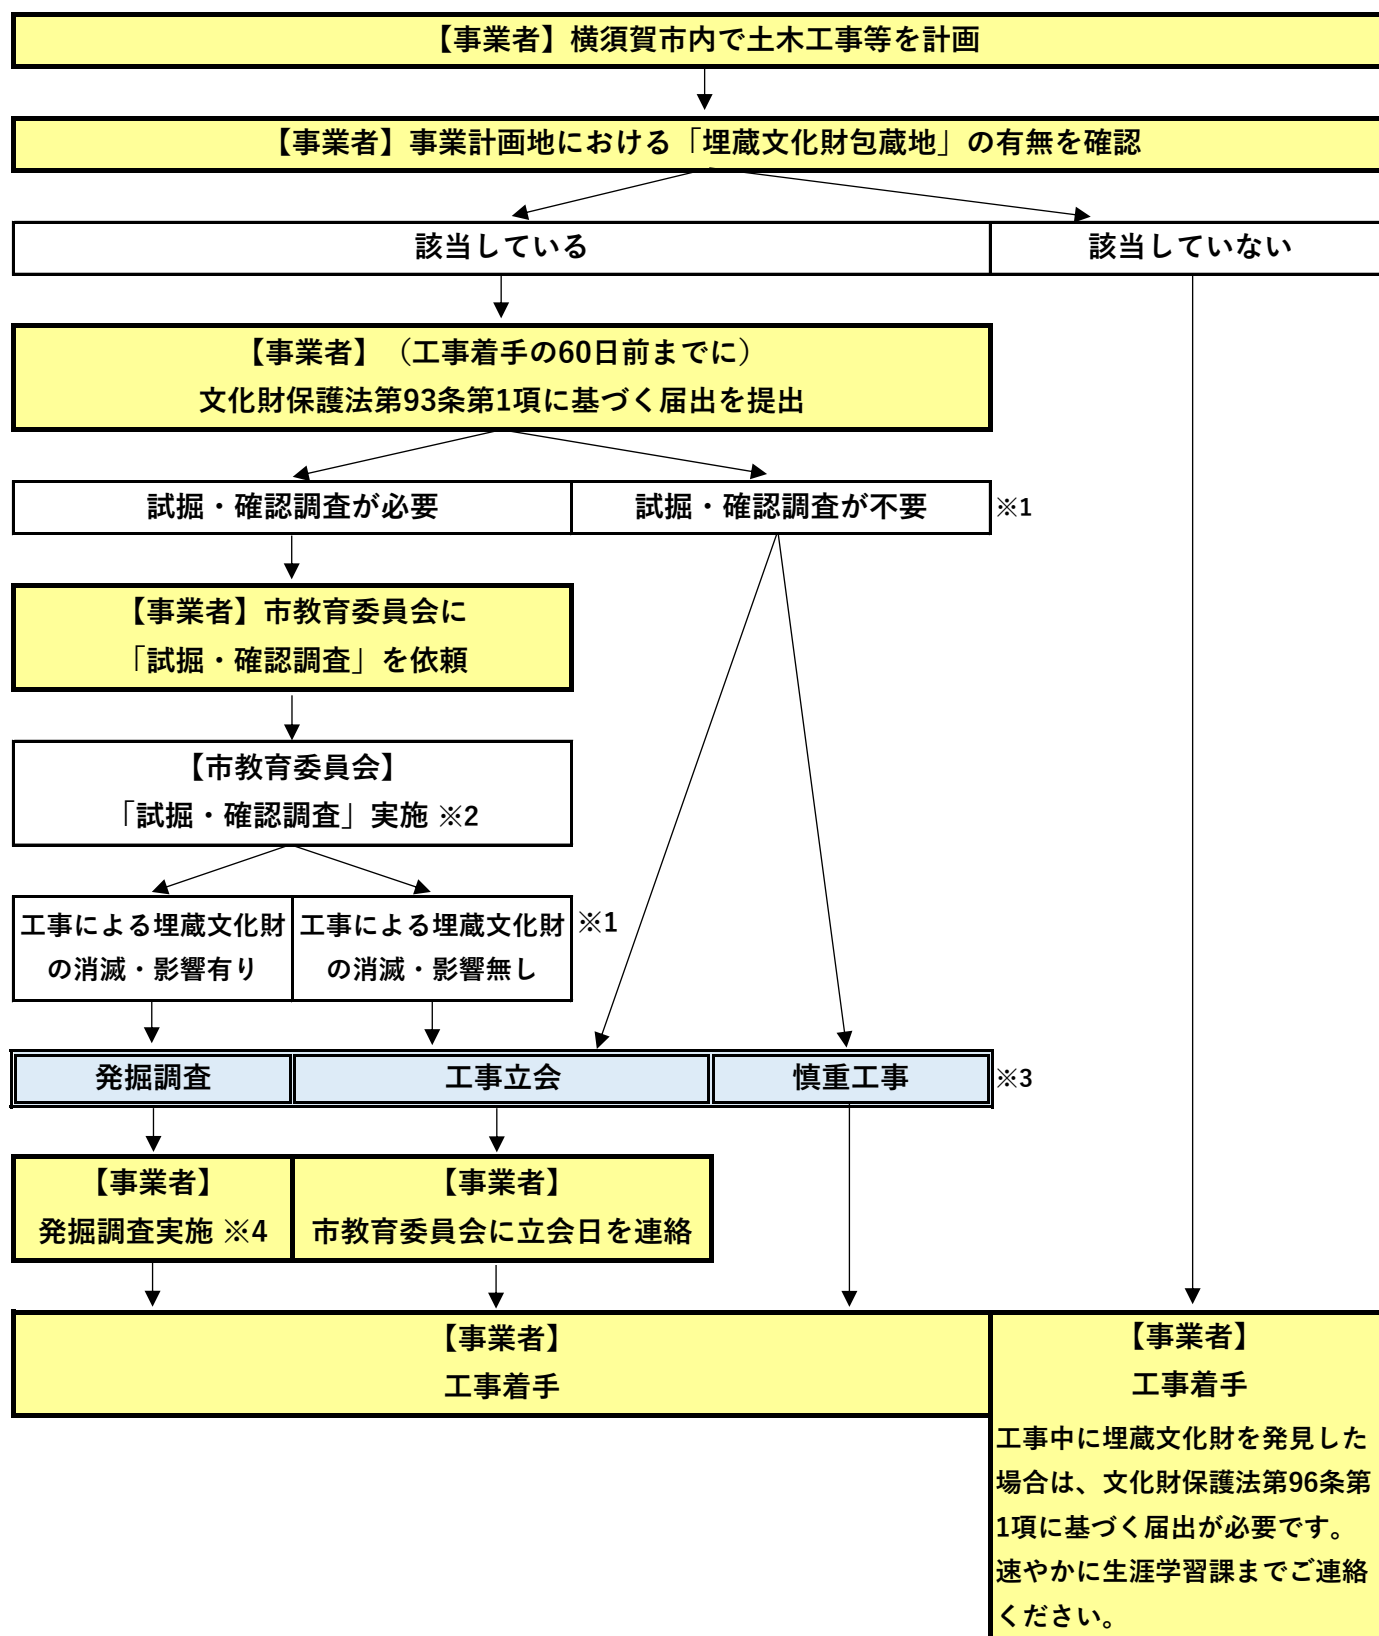 【事業者】横須賀市内で土木工事等を計画
【事業者】事業計画地における「埋蔵文化財包蔵地」の有無を確認
該当している
該当していない
【事業者】（工事着手の60日前までに）
文化財保護法第93条第1項に基づく届出を提出
試掘・確認調査が必要
試掘・確認調査が不要
※1
【事業者】市教育委員会に
「試掘・確認調査」を依頼
【市教育委員会】
「試掘・確認調査」実施 ※2
工事による埋蔵文化財
の消滅・影響有り
工事による埋蔵文化財
の消滅・影響無し
※1
発掘調査
工事立会
慎重工事
※3
【事業者】
発掘調査実施 ※4
【事業者】
市教育委員会に立会日を連絡
【事業者】
工事着手
【事業者】
工事着手
工事中に埋蔵文化財を発見した
場合は、文化財保護法第96条第
1項に基づく届出が必要です。
速やかに生涯学習課までご連絡
ください。